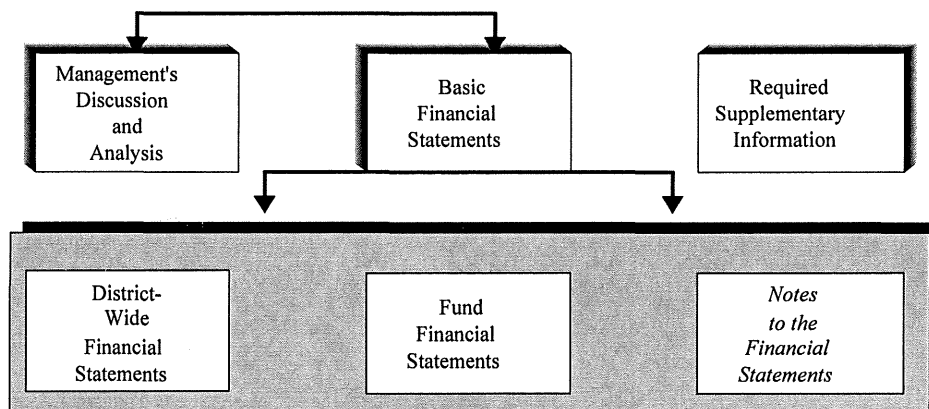 Management's
Discussion
and
Analysis
Basic
Financial
Statements
Required
Supplementary
Information
District-
Wide
Financial
Statements
Fund
Financial
Statements
Notes
to the
Financial
Statements